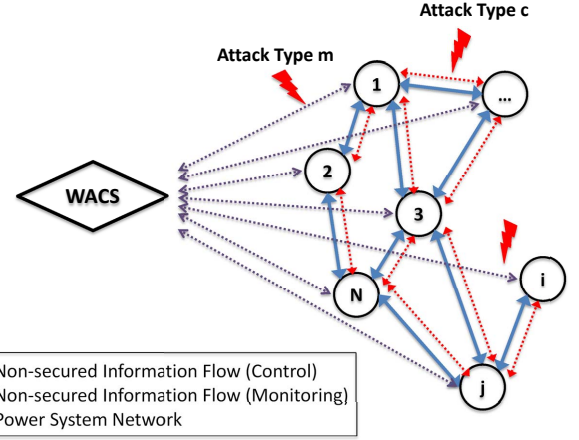 Attack Type c
Attack Type m
1
...
2
WACS
3
i
N
j
Non-secured Information Flow (Control)
Non-secured Information Flow (Monitoring)
Power System Network